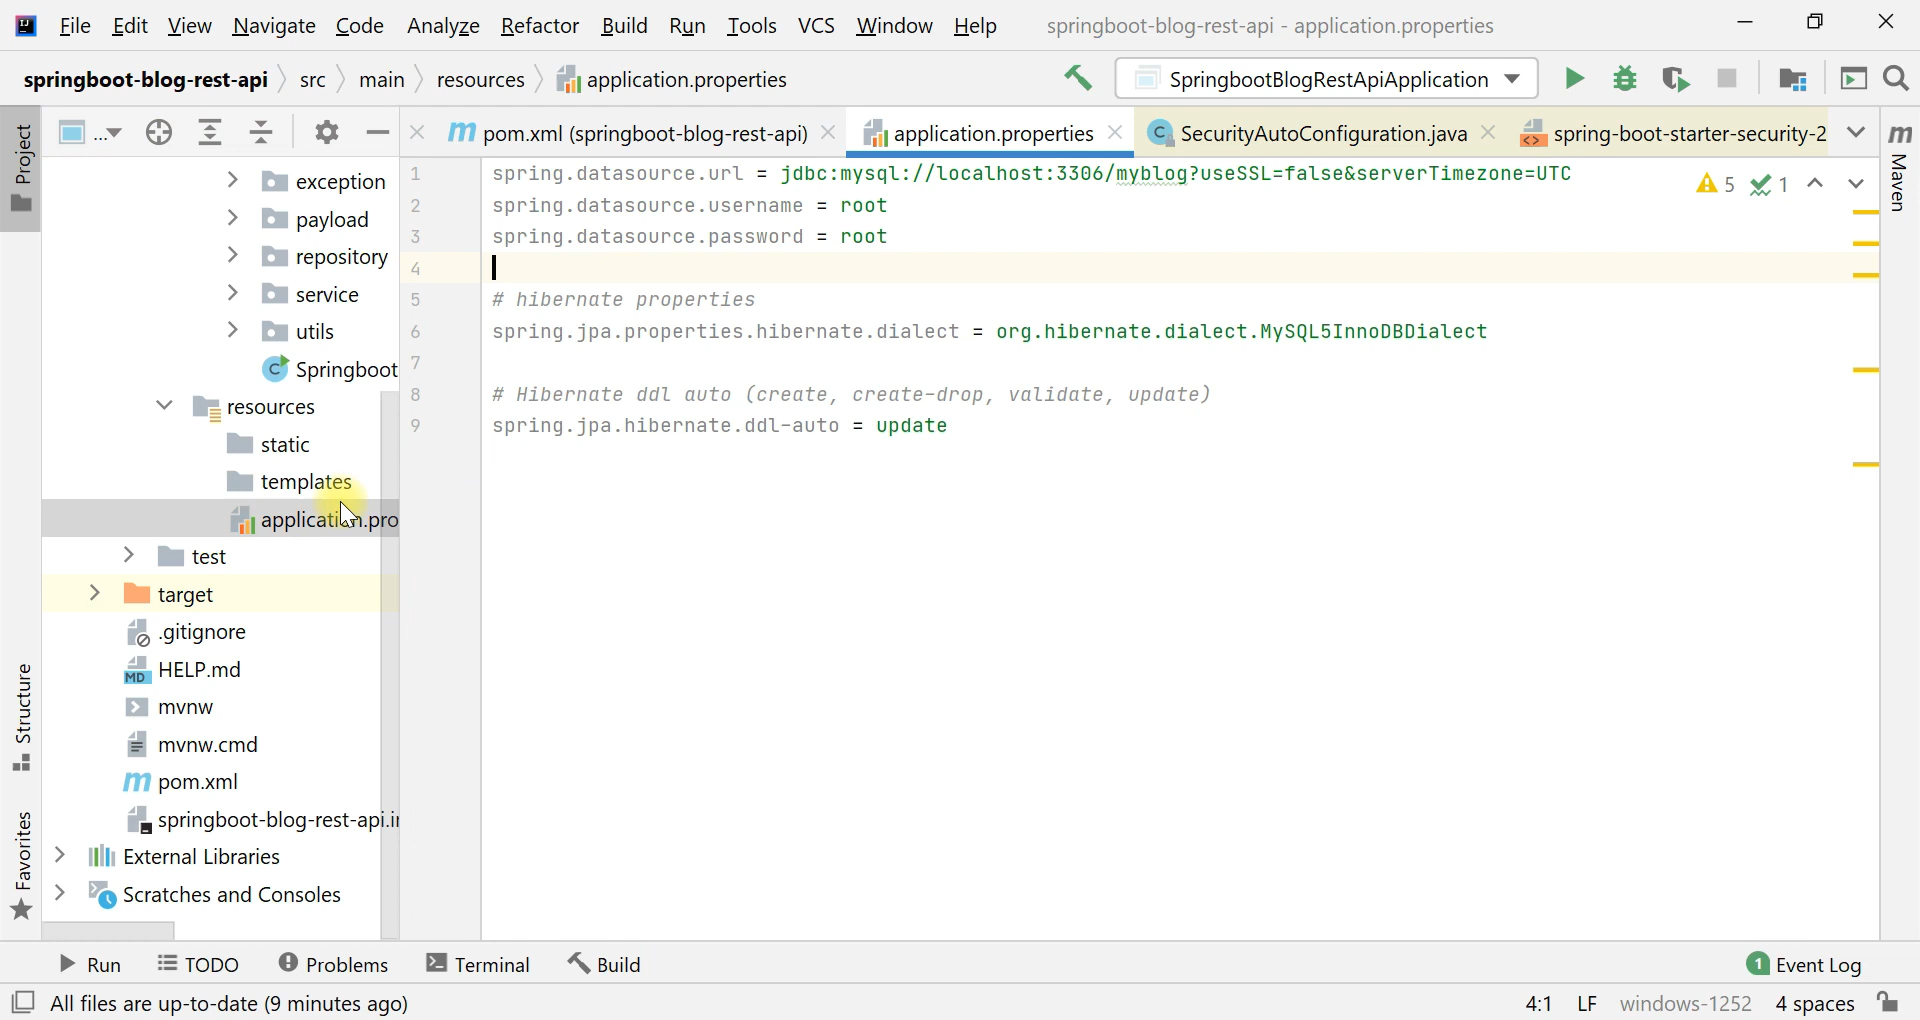 File Edit View Navigate Code Analyze Refactor Build Run Tools VCS Window Help springboot-blog-rest-api - application.properties
springboot-blog-rest-api src main resources application.properties SpringbootBlogRestApiApplication
Project ... pom.xml (springboot-blog-rest-api) application.properties SecurityAutoConfiguration.java spring-boot-starter-security-2 Maven
exception
payload
repository
service
utils
Springboot
resources
static
templates
application.pro
test
target
.gitignore
HELP.md
mvnw
mvnw.cmd
pom.xml
springboot-blog-rest-api.i
External Libraries
Scratches and Consoles
Structure
Favorites
1 spring.datasource.url = jdbc:mysql://localhost:3306/myblog?useSSL=false&serverTimezone=UTC
2 spring.datasource.username = root
3 spring.datasource.password = root
4
5 # hibernate properties
6 spring.jpa.properties.hibernate.dialect = org.hibernate.dialect.MySQL5InnoDBDialect
7
8 # Hibernate ddl auto (create, create-drop, validate, update)
9 spring.jpa.hibernate.ddl-auto = update
5 1
Run TODO Problems Terminal Build 1 Event Log
All files are up-to-date (9 minutes ago) 4:1 LF windows-1252 4 spaces